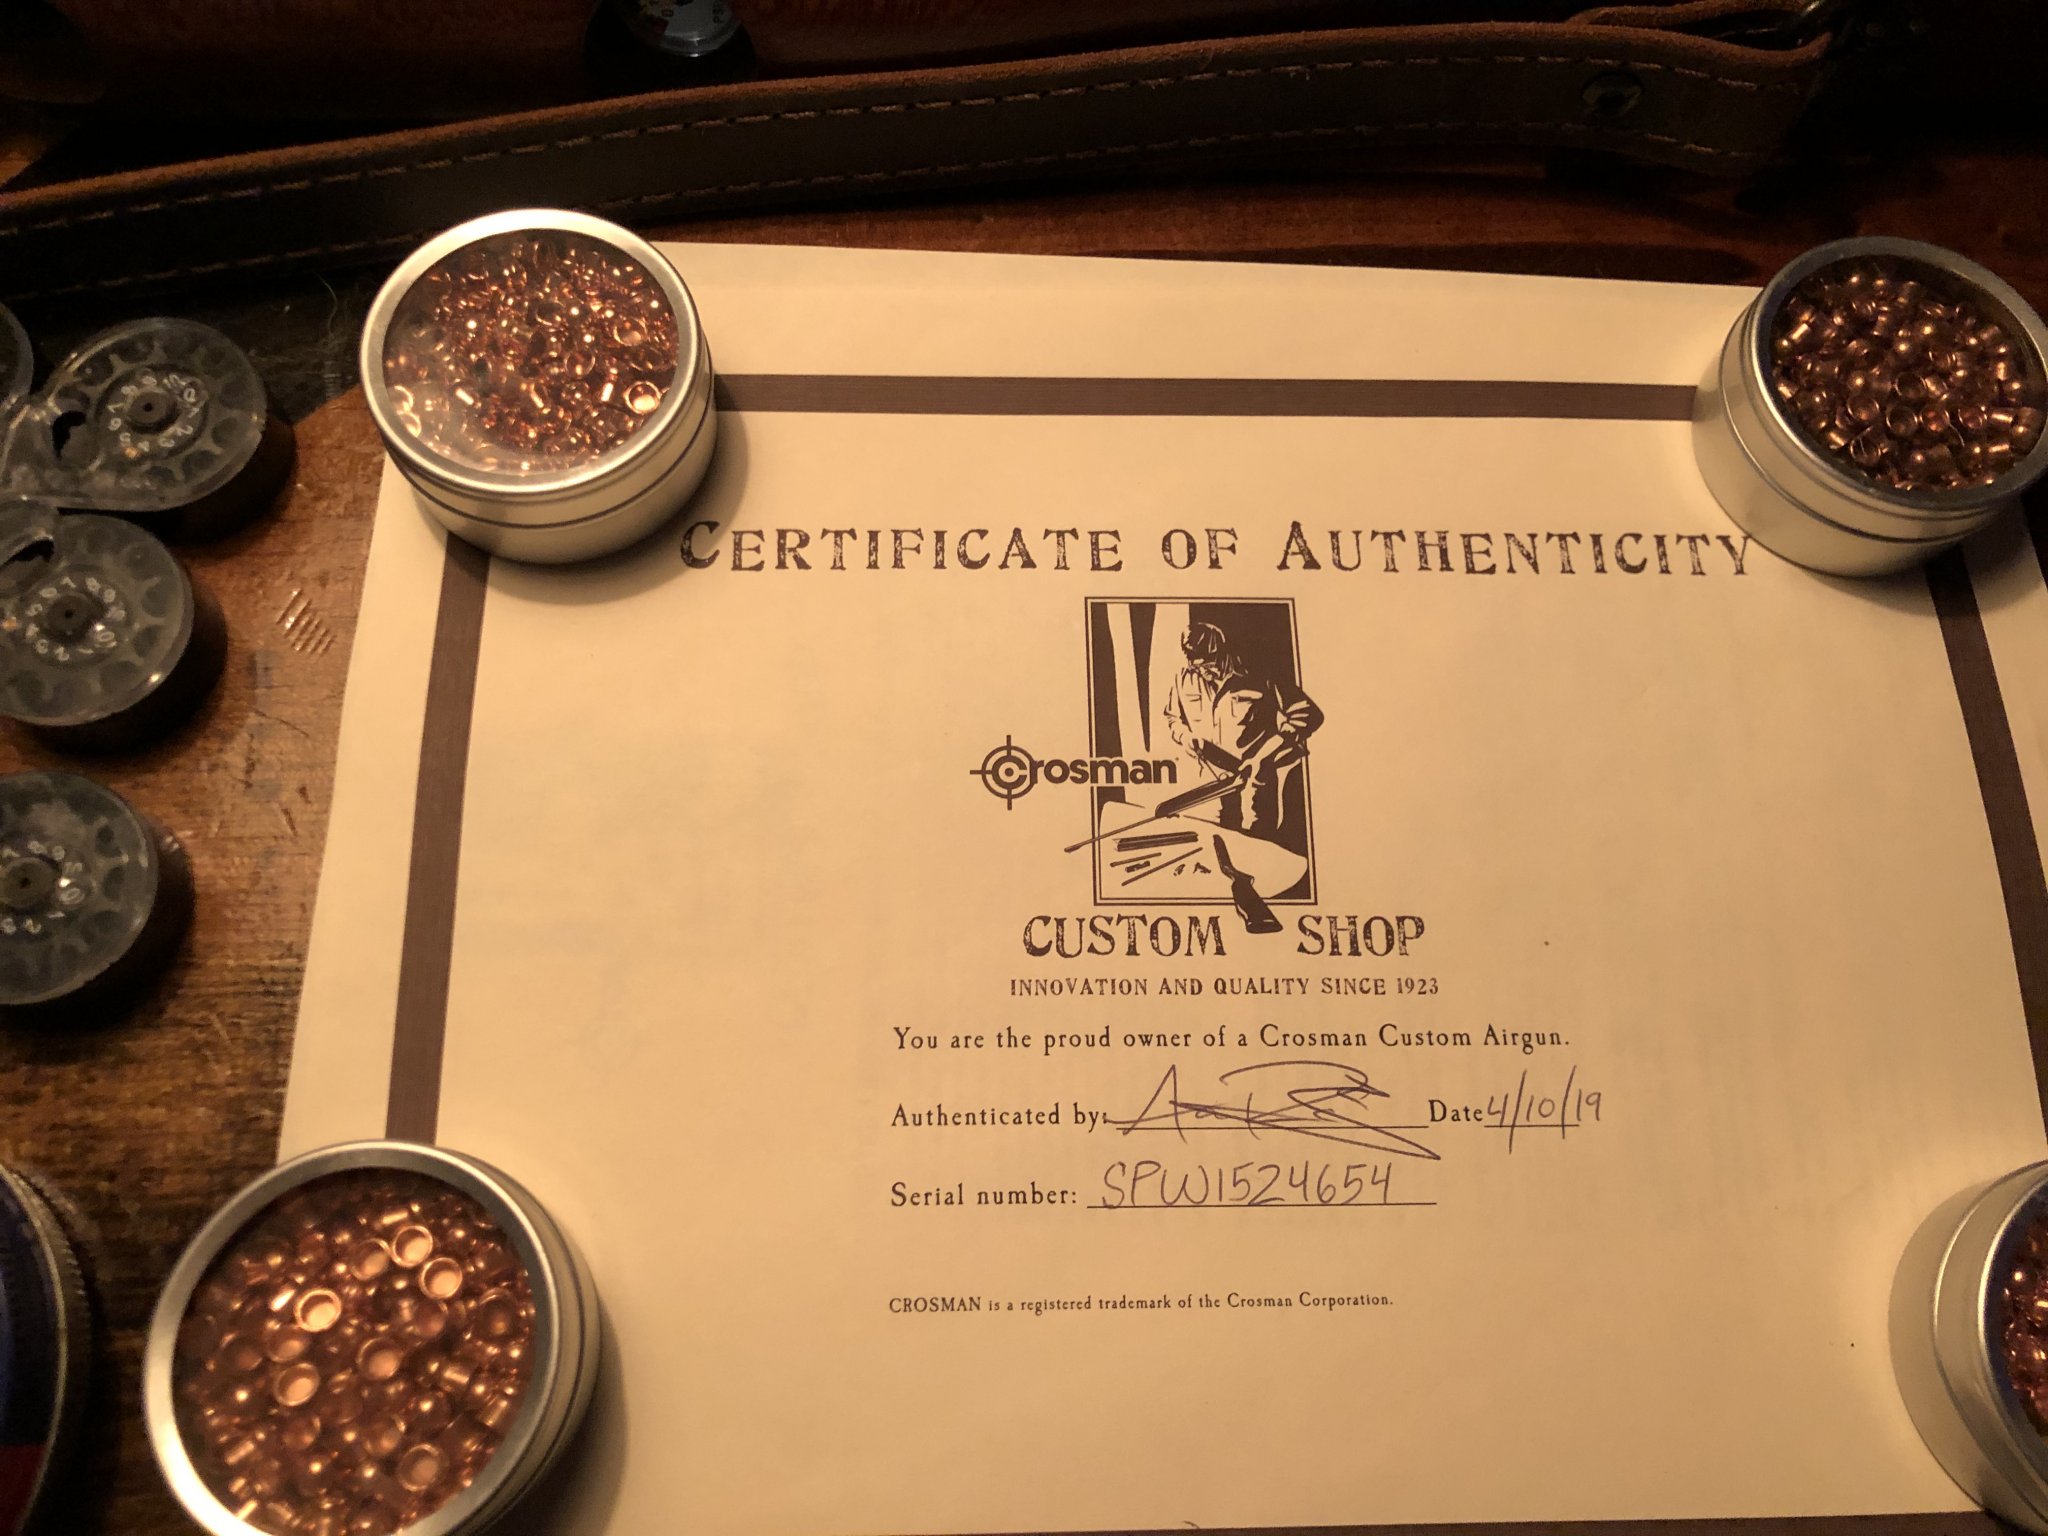 CERTIFICATE OF AUTHENTICITY
Crosman
CUSTOM SHOP
INNOVATION AND QUALITY SINCE 1923
You are the proud owner of a Crosman Custom Airgun.
Authenticated by: Date 4/10/19
Serial number: SPW1524654
CROSMAN is a registered trademark of the Crosman Corporation.